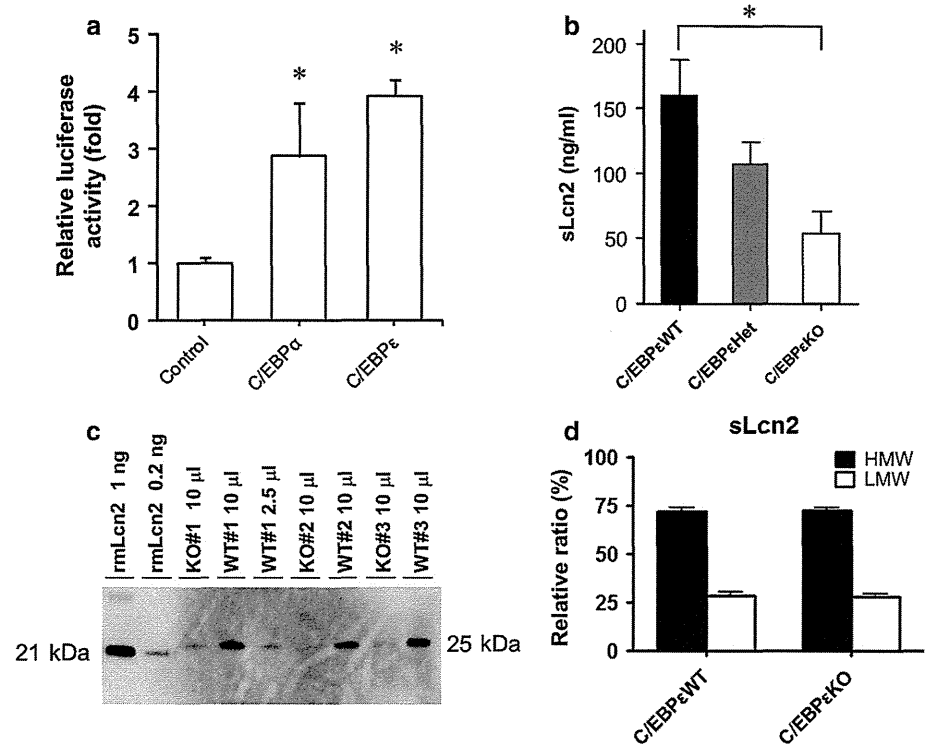 a
Relative luciferase
activity (fold)
5
4
3
2
1
0
*
*
Control
C/EBPα
C/EBPε
b
sLcn2 (ng/ml)
200
150
100
50
0
*
C/EBPεWT
C/EBPεHet
C/EBPεKO
c
rmLcn2 1 ng
rmLcn2 0.2 ng
KO#1 10 µl
WT#1 10 µl
WT#1 2.5 µl
KO#2 10 µl
WT#2 10 µl
KO#3 10 µl
WT#3 10 µl
21 kDa
25 kDa
d
sLcn2
HMW
LMW
Relative ratio (%)
100
75
50
25
0
C/EBPεWT
C/EBPεKO